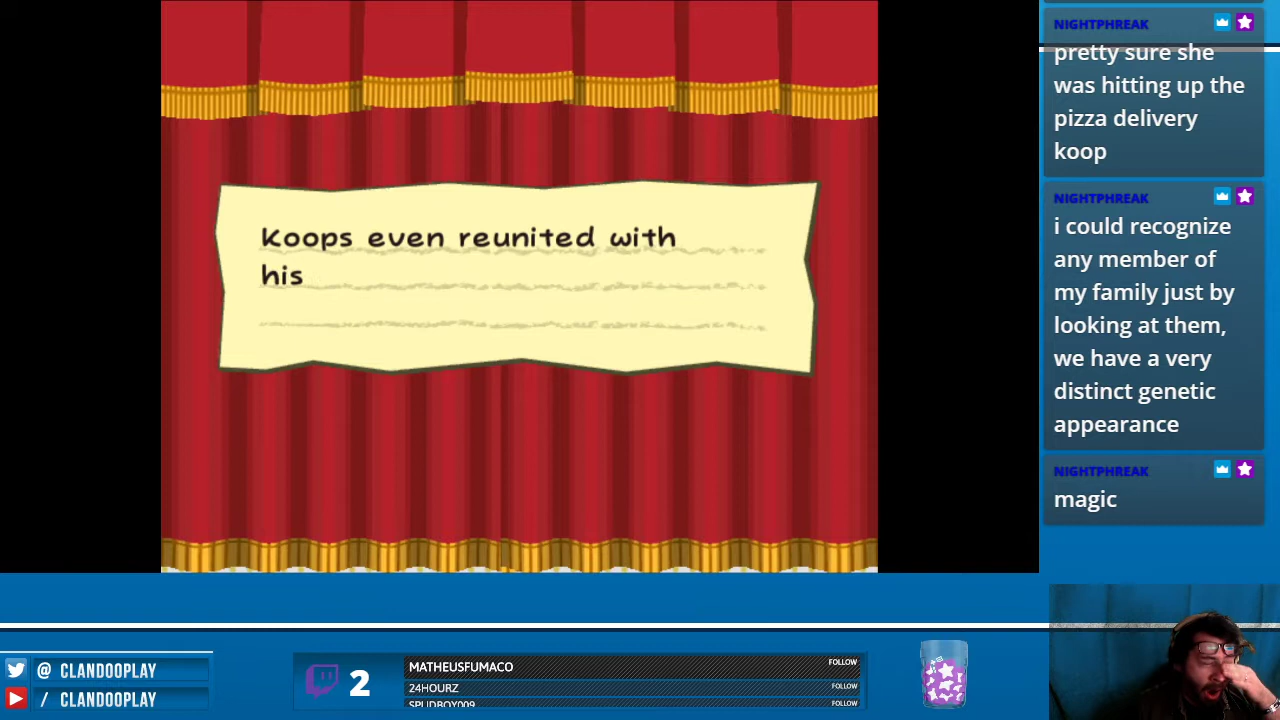 Koops even reunited with
his
NIGHTPHREAK
pretty sure she
was hitting up the
pizza delivery
koop
NIGHTPHREAK
i could recognize
any member of
my family just by
looking at them,
we have a very
distinct genetic
appearance
NIGHTPHREAK
magic
@ CLANDOOPLAY
/ CLANDOOPLAY
2
MATHEUSFUMACO FOLLOW
24HOURZ FOLLOW
SPUDBOY009 FOLLOW